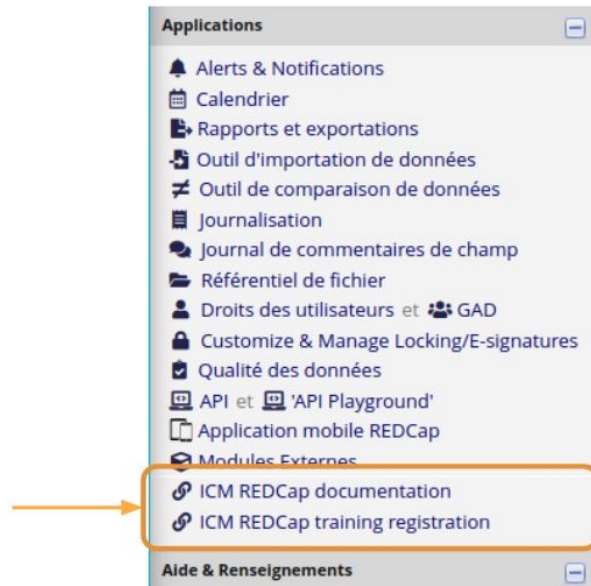 Applications
Alerts & Notifications
Calendrier
Rapports et exportations
Outil d'importation de données
Outil de comparaison de données
Journalisation
Journal de commentaires de champ
Référentiel de fichier
Droits des utilisateurs et GAD
Customize & Manage Locking/E-signatures
Qualité des données
API et 'API Playground'
Application mobile REDCap
Modules Externes
ICM REDCap documentation
ICM REDCap training registration
Aide & Renseignements